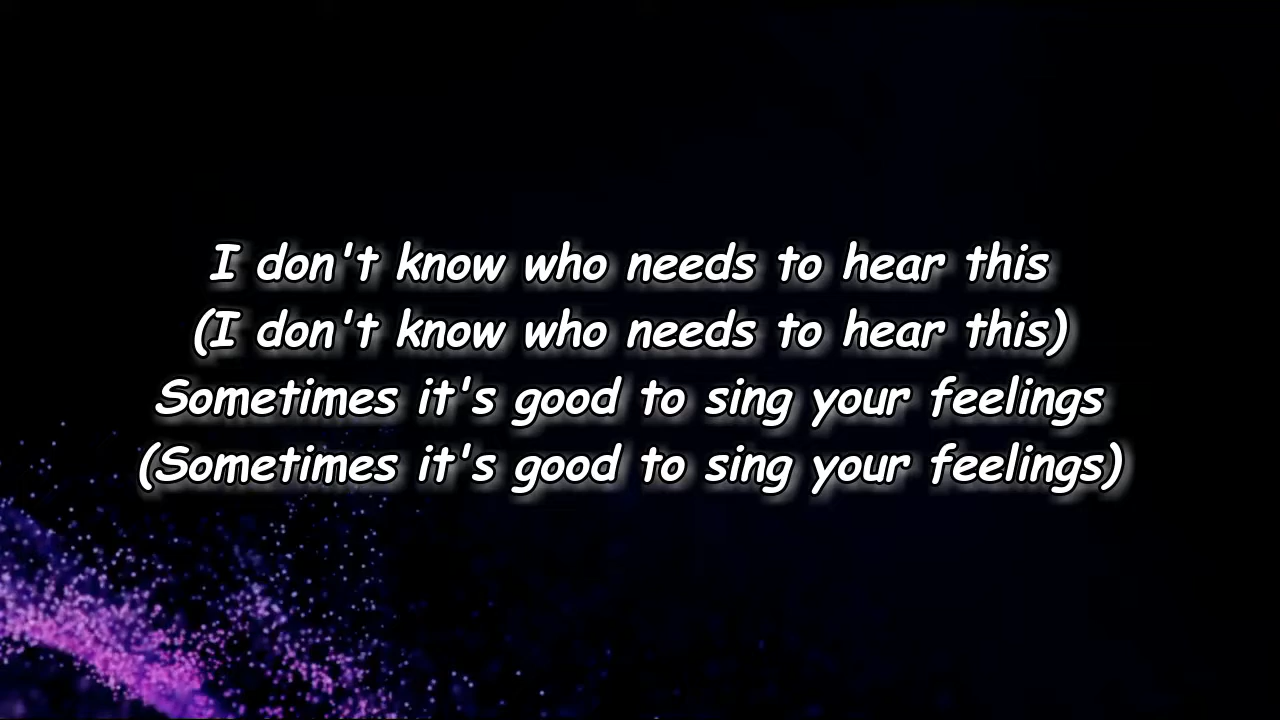 I don't know who needs to hear this
(I don't know who needs to hear this)
Sometimes it's good to sing your feelings
(Sometimes it's good to sing your feelings)